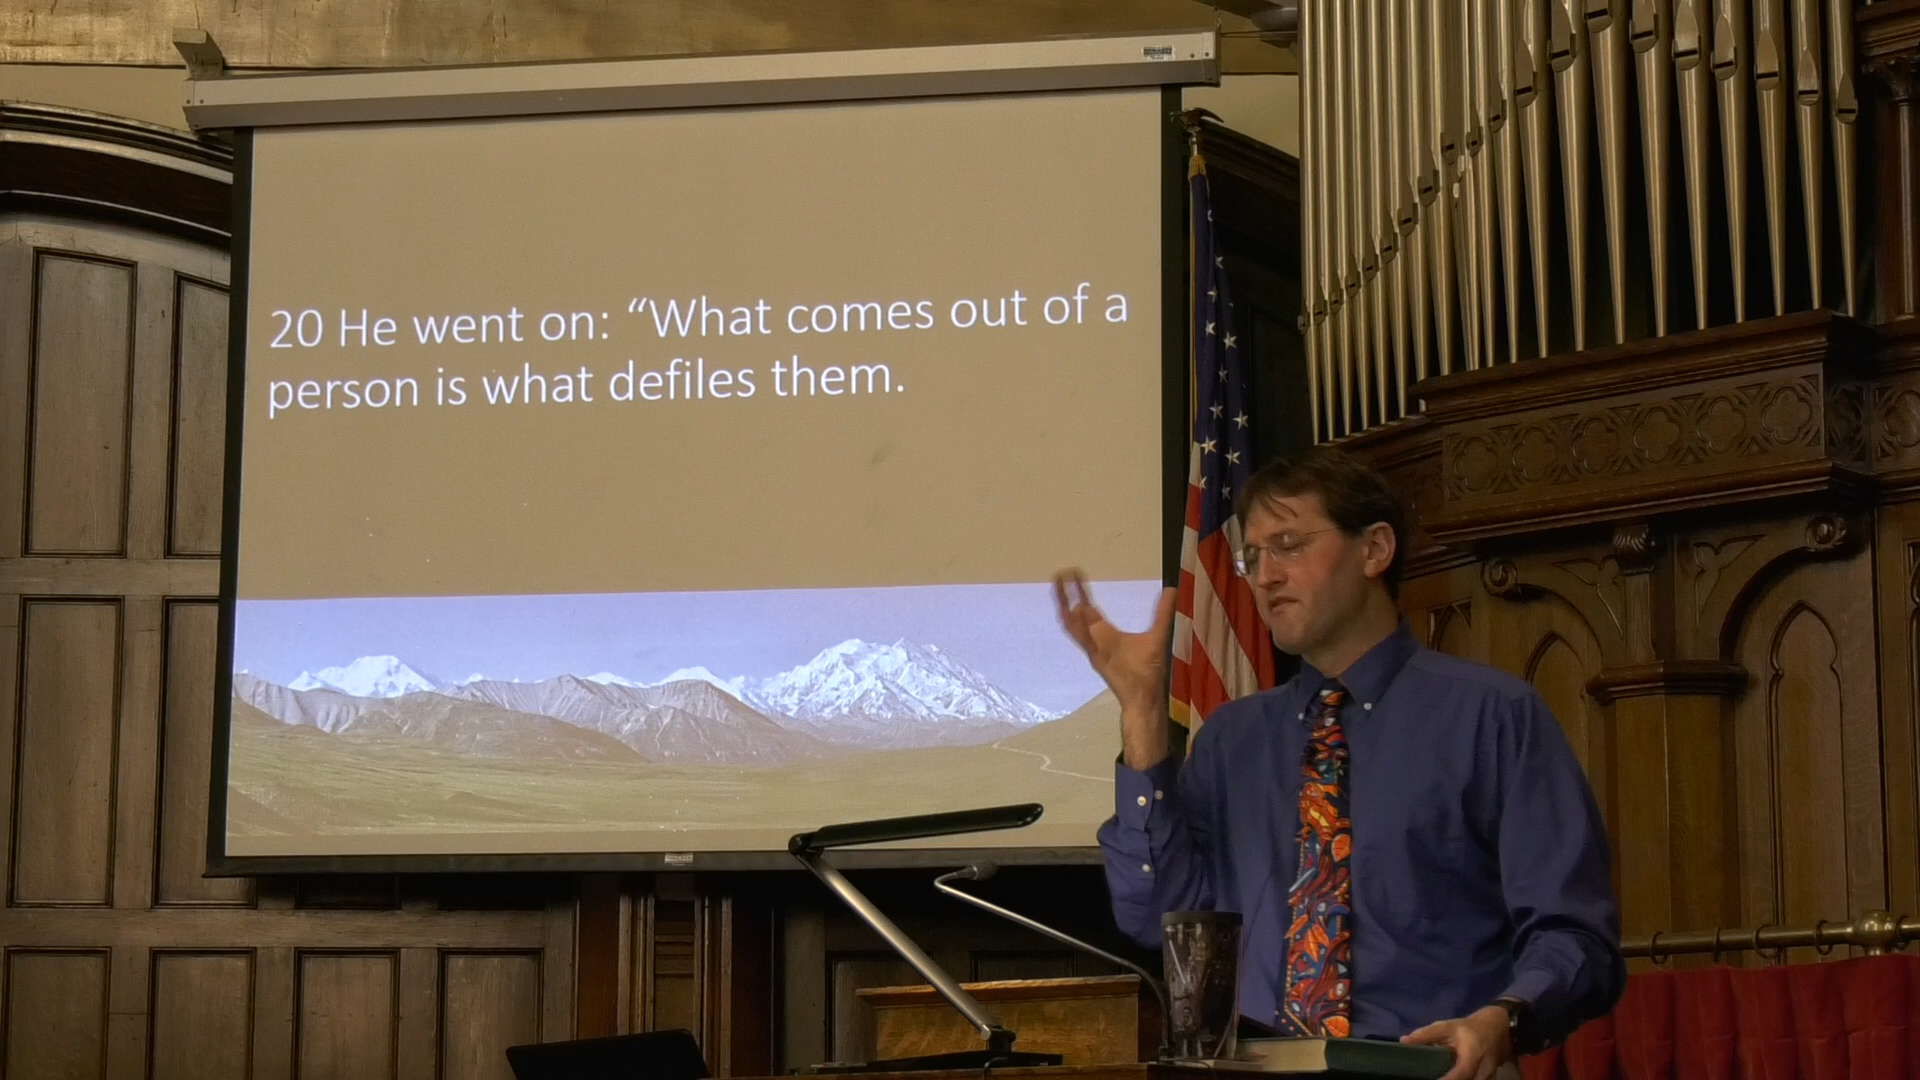 20 He went on: “What comes out of a
person is what defiles them.